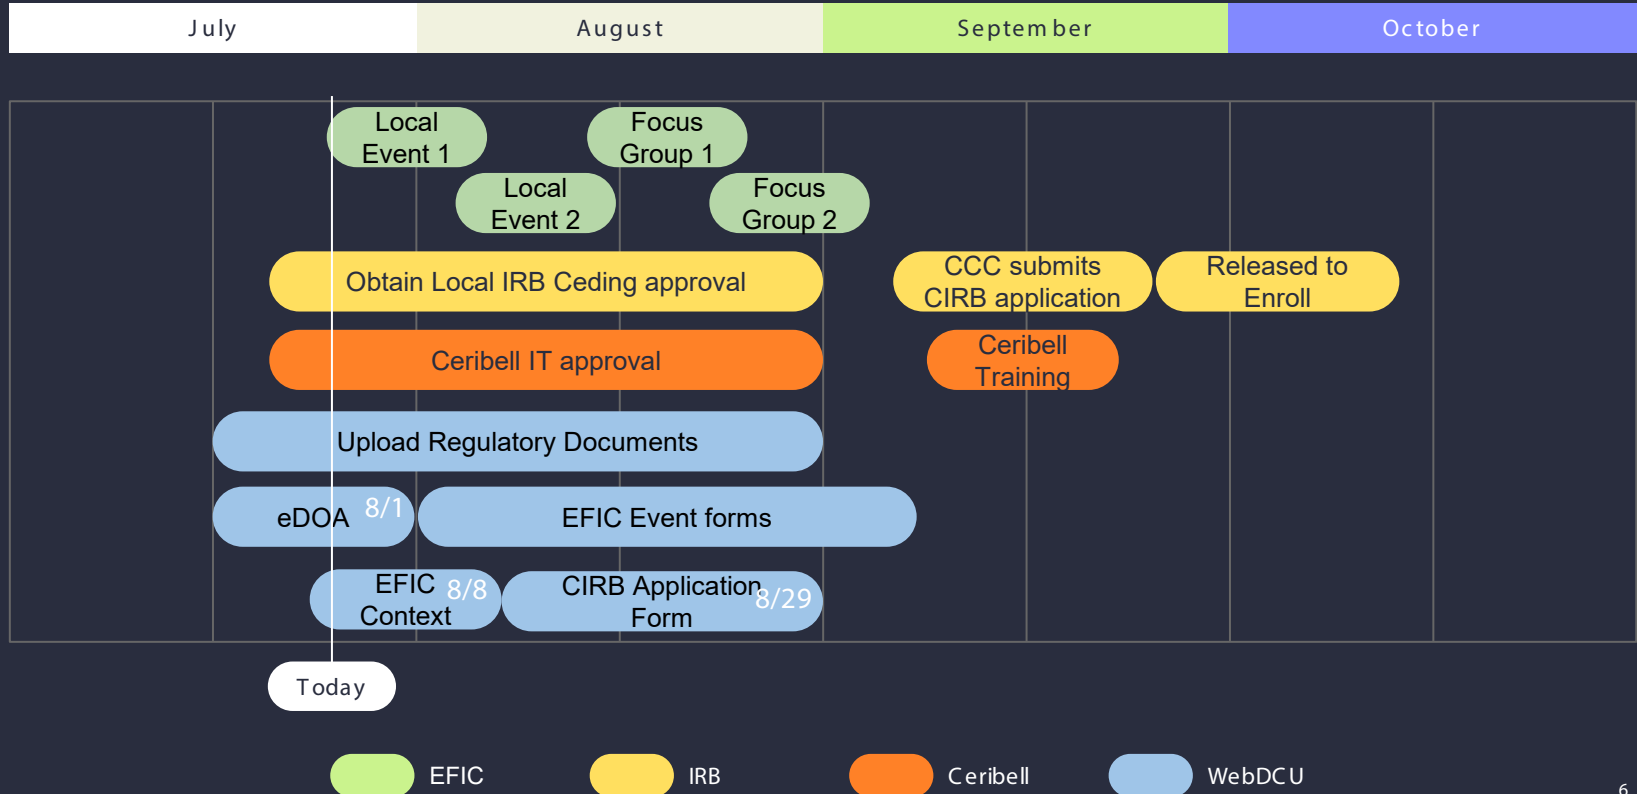 July
August
September
October
Local
Event 1
Focus
Group 1
Local
Event 2
Focus
Group 2
Obtain Local IRB Ceding approval
CCC submits
CIRB application
Released to
Enroll
Ceribell IT approval
Ceribell
Training
Upload Regulatory Documents
eDOA
8/1
EFIC Event forms
EFIC
Context
8/8
CIRB Application
Form
8/29
Today
EFIC
IRB
Ceribell
WebDCU
6